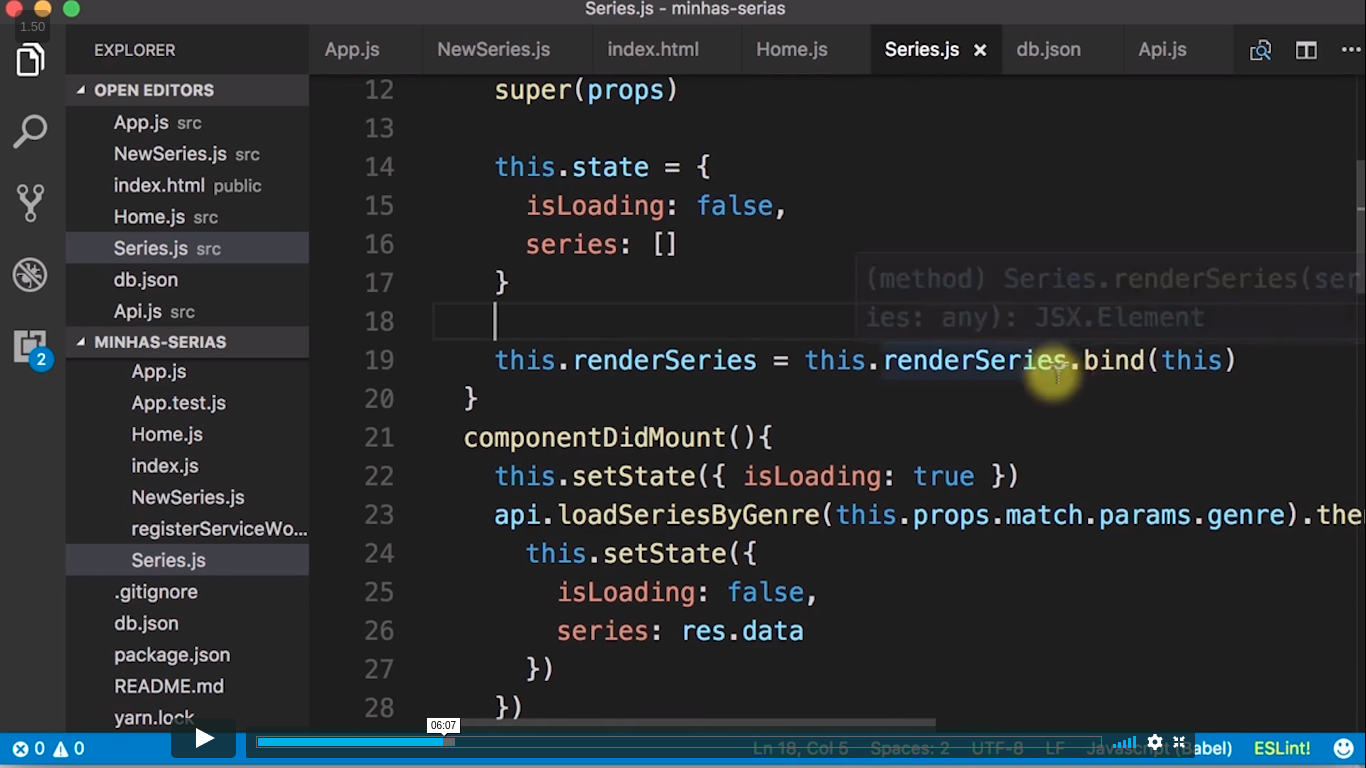 Series.js - minhas-serias
1.50
EXPLORER
OPEN EDITORS
App.js src
NewSeries.js src
index.html public
Home.js src
Series.js src
db.json
Api.js src
MINHAS-SERIAS
App.js
App.test.js
Home.js
index.js
NewSeries.js
registerServiceWo...
Series.js
.gitignore
db.json
package.json
README.md
yarn.lock
2
App.js NewSeries.js index.html Home.js Series.js × db.json Api.js
12 super(props)
13
14 this.state = {
15 isLoading: false,
16 series: []
17 }
(method) Series.renderSeries(ser
18
ies: any): JSX.Element
19 this.renderSeries = this.renderSeries.bind(this)
20 }
21 componentDidMount(){
22 this.setState({ isLoading: true })
23 api.loadSeriesByGenre(this.props.match.params.genre).the
24 this.setState({
25 isLoading: false,
26 series: res.data
27 })
28 })
06:07
0 0 Ln 18, Col 5 Spaces: 2 UTF-8 LF Javascript (Babel) ESLint!